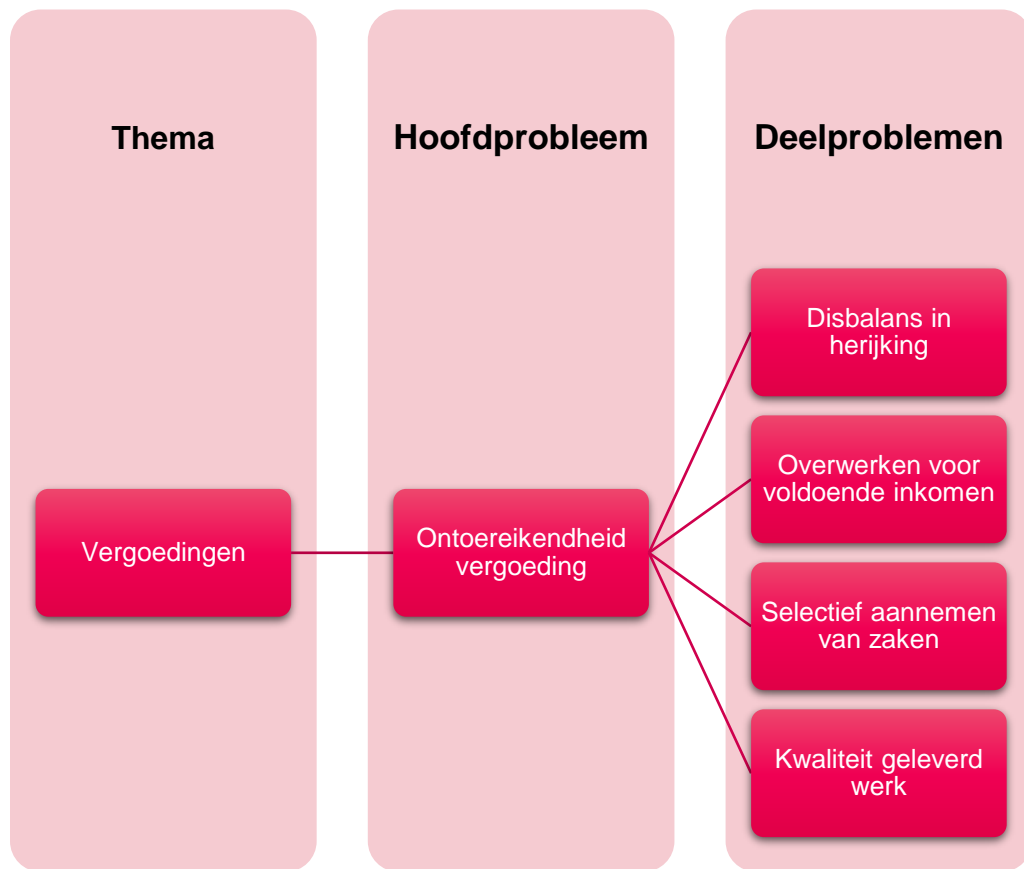 Thema
Hoofdprobleem
Deelproblemen
Vergoedingen
Ontoereikendheid
vergoeding
Disbalans in
herijking
Overwerken voor
voldoende inkomen
Selectief aannemen
van zaken
Kwaliteit geleverd
werk